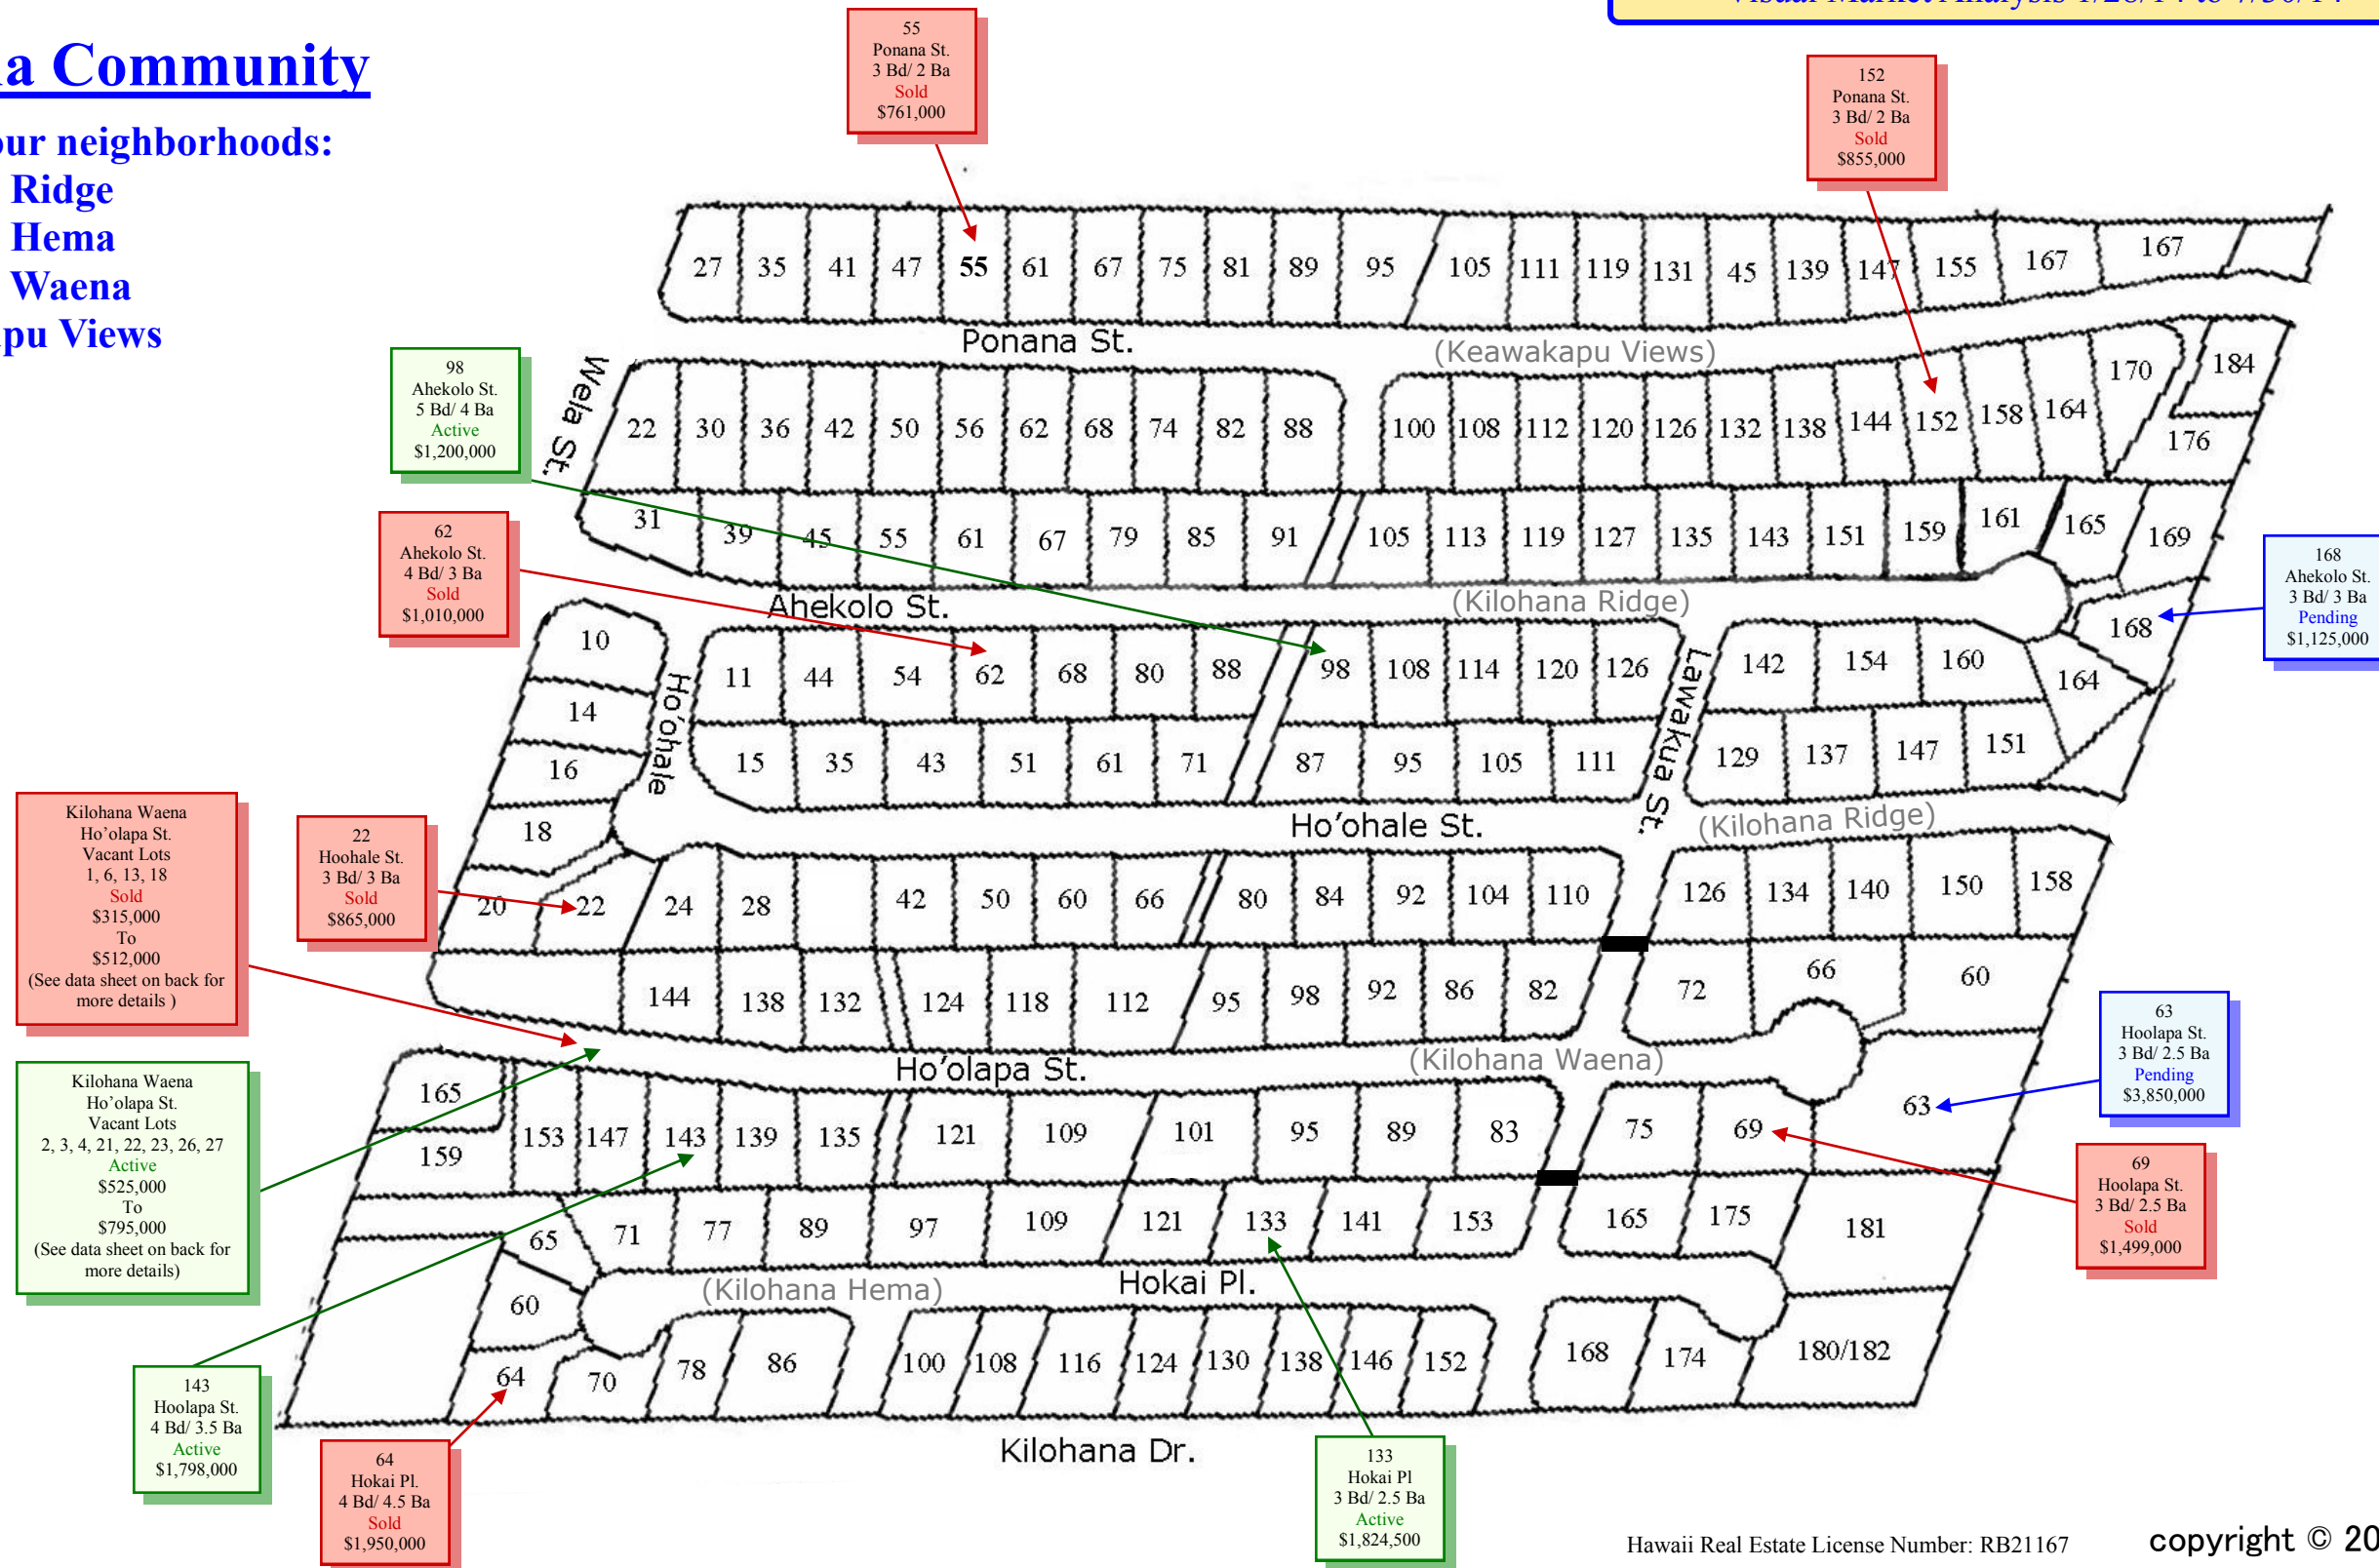 Visual Market Analysis 1/28/14 to 7/30/14
na Community
our neighborhoods:
Ridge
Hema
Waena
apu Views
55
Ponana St.
3 Bd/ 2 Ba
Sold
$761,000
152
Ponana St.
3 Bd/ 2 Ba
Sold
$855,000
27 35 41 47 55 61 67 75 81 89 95 105 111 119 131 45 139 147 155 167 167
Ponana St.
(Keawakapu Views)
Wela St.
98
Ahekolo St.
5 Bd/ 4 Ba
Active
$1,200,000
22 30 36 42 50 56 62 68 74 82 88 100 108 112 120 126 132 138 144 152 158 164 170 184
176
31 39 45 55 61 67 79 85 91 105 113 119 127 135 143 151 159 161 165 169
62
Ahekolo St.
4 Bd/ 3 Ba
Sold
$1,010,000
168
Ahekolo St.
3 Bd/ 3 Ba
Pending
$1,125,000
Ahekolo St.
(Kilohana Ridge)
10
14
16
18
Ho'ohale
11 44 54 62 68 80 88 98 108 114 120 126 142 154 160 164 168
Lawakua St.
15 35 43 51 61 71 87 95 105 111 129 137 147 151
Ho'ohale St.
(Kilohana Ridge)
Kilohana Waena
Ho'olapa St.
Vacant Lots
1, 6, 13, 18
Sold
$315,000
To
$512,000
(See data sheet on back for
more details )
22
Hoohale St.
3 Bd/ 3 Ba
Sold
$865,000
20 22 24 28 42 50 60 66 80 84 92 104 110 126 134 140 150 158
144 138 132 124 118 112 95 98 92 86 82 72 66 60
Ho'olapa St.
(Kilohana Waena)
63
Hoolapa St.
3 Bd/ 2.5 Ba
Pending
$3,850,000
Kilohana Waena
Ho'olapa St.
Vacant Lots
2, 3, 4, 21, 22, 23, 26, 27
Active
$525,000
To
$795,000
(See data sheet on back for
more details)
165
159
153 147 143 139 135 121 109 101 95 89 83 75 69 63
69
Hoolapa St.
3 Bd/ 2.5 Ba
Sold
$1,499,000
65 71 77 89 97 109 121 133 141 153 165 175 181
(Kilohana Hema)
Hokai Pl.
60
64 70 78 86 100 108 116 124 130 138 146 152 168 174 180/182
Kilohana Dr.
143
Hoolapa St.
4 Bd/ 3.5 Ba
Active
$1,798,000
64
Hokai Pl.
4 Bd/ 4.5 Ba
Sold
$1,950,000
133
Hokai Pl
3 Bd/ 2.5 Ba
Active
$1,824,500
Hawaii Real Estate License Number: RB21167
copyright © 20